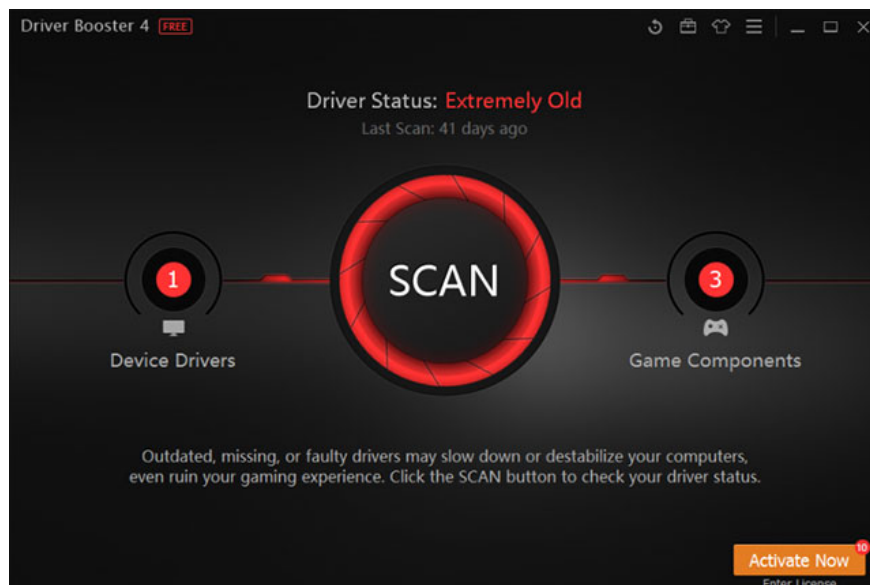 Driver Booster 4 FREE
Driver Status: Extremely Old
Last Scan: 41 days ago
1
SCAN
3
Device Drivers
Game Components
Outdated, missing, or faulty drivers may slow down or destabilize your computers,
even ruin your gaming experience. Click the SCAN button to check your driver status.
10
Activate Now
Enter License